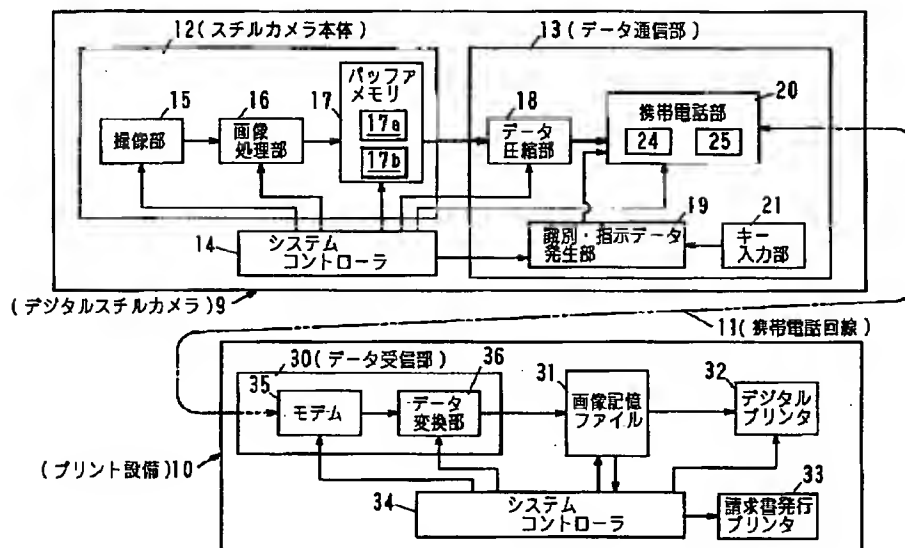 12(スチルカメラ本体)
13(データ通信部)
15
撮像部
16
画像
処理部
17
バッファ
メモリ
17a
17b
18
データ
圧縮部
20
携帯電話部
24
25
14
システム
コントローラ
19
識別・指示データ
発生部
21
キー
入力部
(デジタルスチルカメラ)9
11(携帯電話回線)
30(データ受信部)
35
モデム
36
データ
変換部
31
画像記憶
ファイル
32
デジタル
プリンタ
(プリント設備)10
34
システム
コントローラ
33
請求書発行
プリンタ